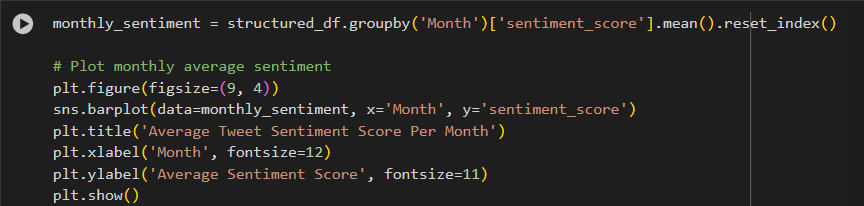 monthly_sentiment = structured_df.groupby('Month')['sentiment_score'].mean().reset_index()
# Plot monthly average sentiment
plt.figure(figsize=(9, 4))
sns.barplot(data=monthly_sentiment, x='Month', y='sentiment_score')
plt.title('Average Tweet Sentiment Score Per Month')
plt.xlabel('Month', fontsize=12)
plt.ylabel('Average Sentiment Score', fontsize=11)
plt.show()